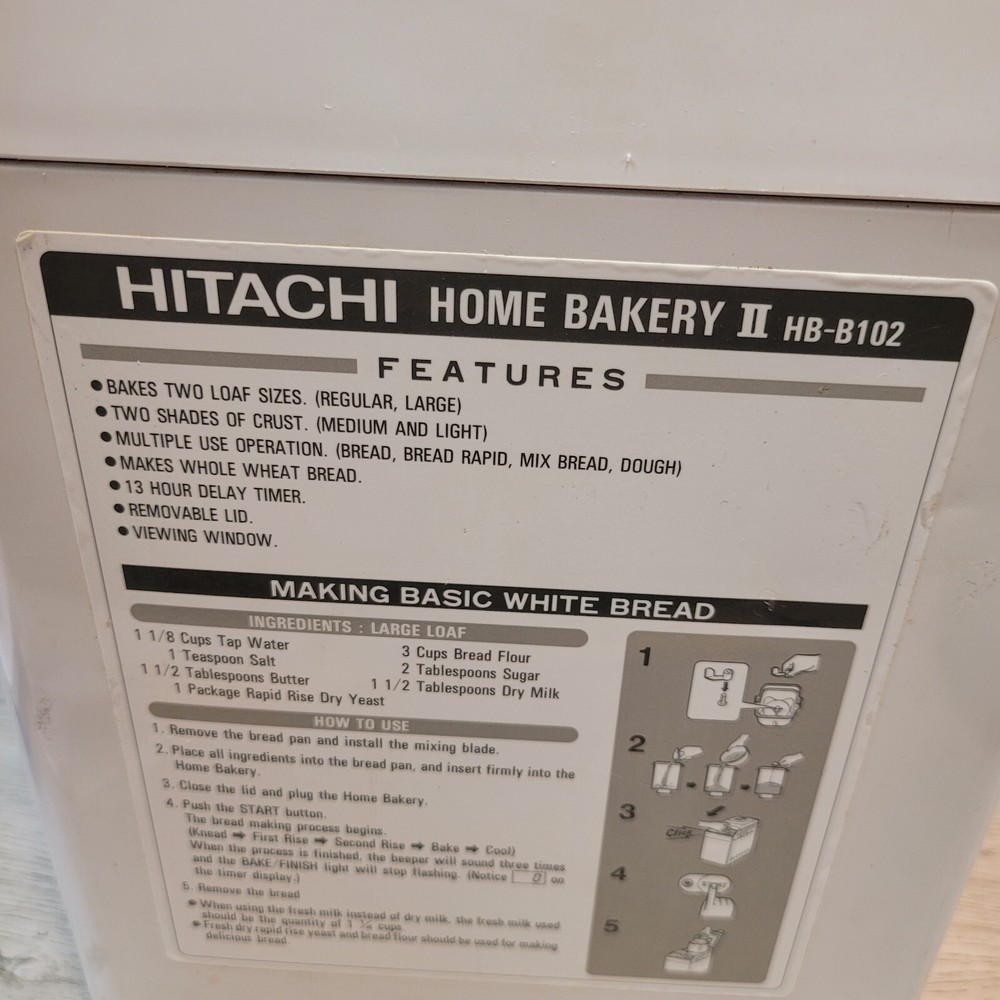 HITACHI HOME BAKERY II HB-B102
FEATURES
●BAKES TWO LOAF SIZES. (REGULAR, LARGE)
●TWO SHADES OF CRUST. (MEDIUM AND LIGHT)
●MULTIPLE USE OPERATION. (BREAD, BREAD RAPID, MIX BREAD, DOUGH)
●MAKES WHOLE WHEAT BREAD.
●13 HOUR DELAY TIMER.
●REMOVABLE LID.
●VIEWING WINDOW.
MAKING BASIC WHITE BREAD
INGREDIENTS : LARGE LOAF
1 1/8 Cups Tap Water 3 Cups Bread Flour
1 Teaspoon Salt 2 Tablespoons Sugar
1 1/2 Tablespoons Butter 1 1/2 Tablespoons Dry Milk
1 Package Rapid Rise Dry Yeast
HOW TO USE
1. Remove the bread pan and install the mixing blade.
2. Place all ingredients into the bread pan, and insert firmly into the
Home Bakery.
3. Close the lid and plug the Home Bakery.
4. Push the START button.
The bread making process begins.
(Knead ➡ First Rise ➡ Second Rise ➡ Bake ➡ Cool)
When the process is finished, the beeper will sound three times
and the BAKE/FINISH light will stop flashing. (Notice 0 on
the timer display.)
5. Remove the bread
●When using the fresh milk instead of dry milk, the fresh milk used
should be the quantity of 1 cups.
●Fresh dry rapid rise yeast and bread flour should be used for making
delicious bread.
1
2
3
Click
4
5